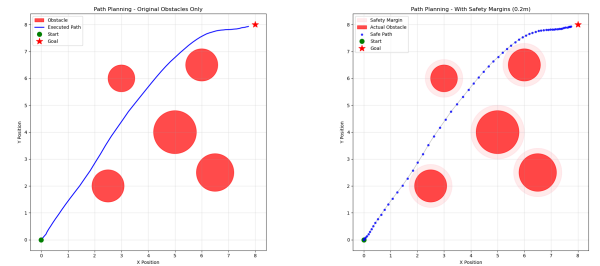 Path Planning - Original Obstacles Only
Obstacle
Executed Path
Start
Goal
Y Position
8
7
6
5
4
3
2
1
0
0 1 2 3 4 5 6 7 8
X Position
Path Planning - With Safety Margins (0.2m)
Safety Margin
Actual Obstacle
Safe Path
Start
Goal
Y Position
8
7
6
5
4
3
2
1
0
0 1 2 3 4 5 6 7 8
X Position